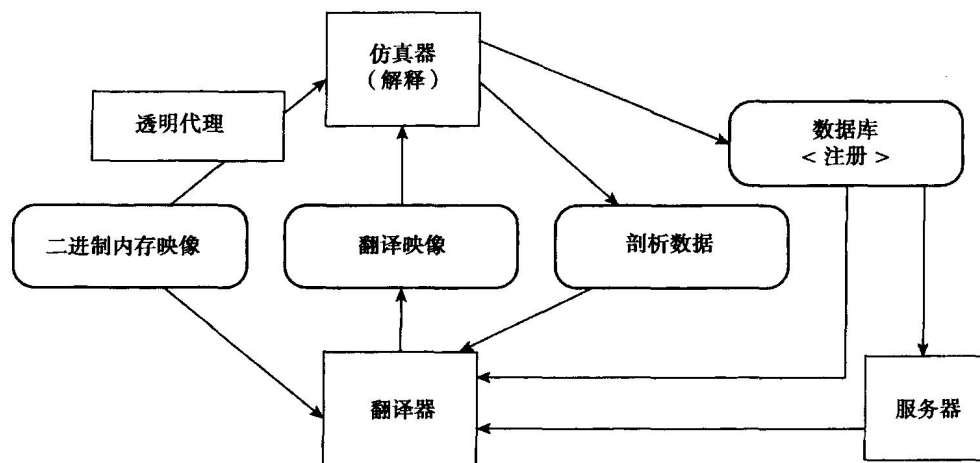 仿真器
（解释）
透明代理
数据库
< 注册 >
二进制内存映像
翻译映像
剖析数据
翻译器
服务器